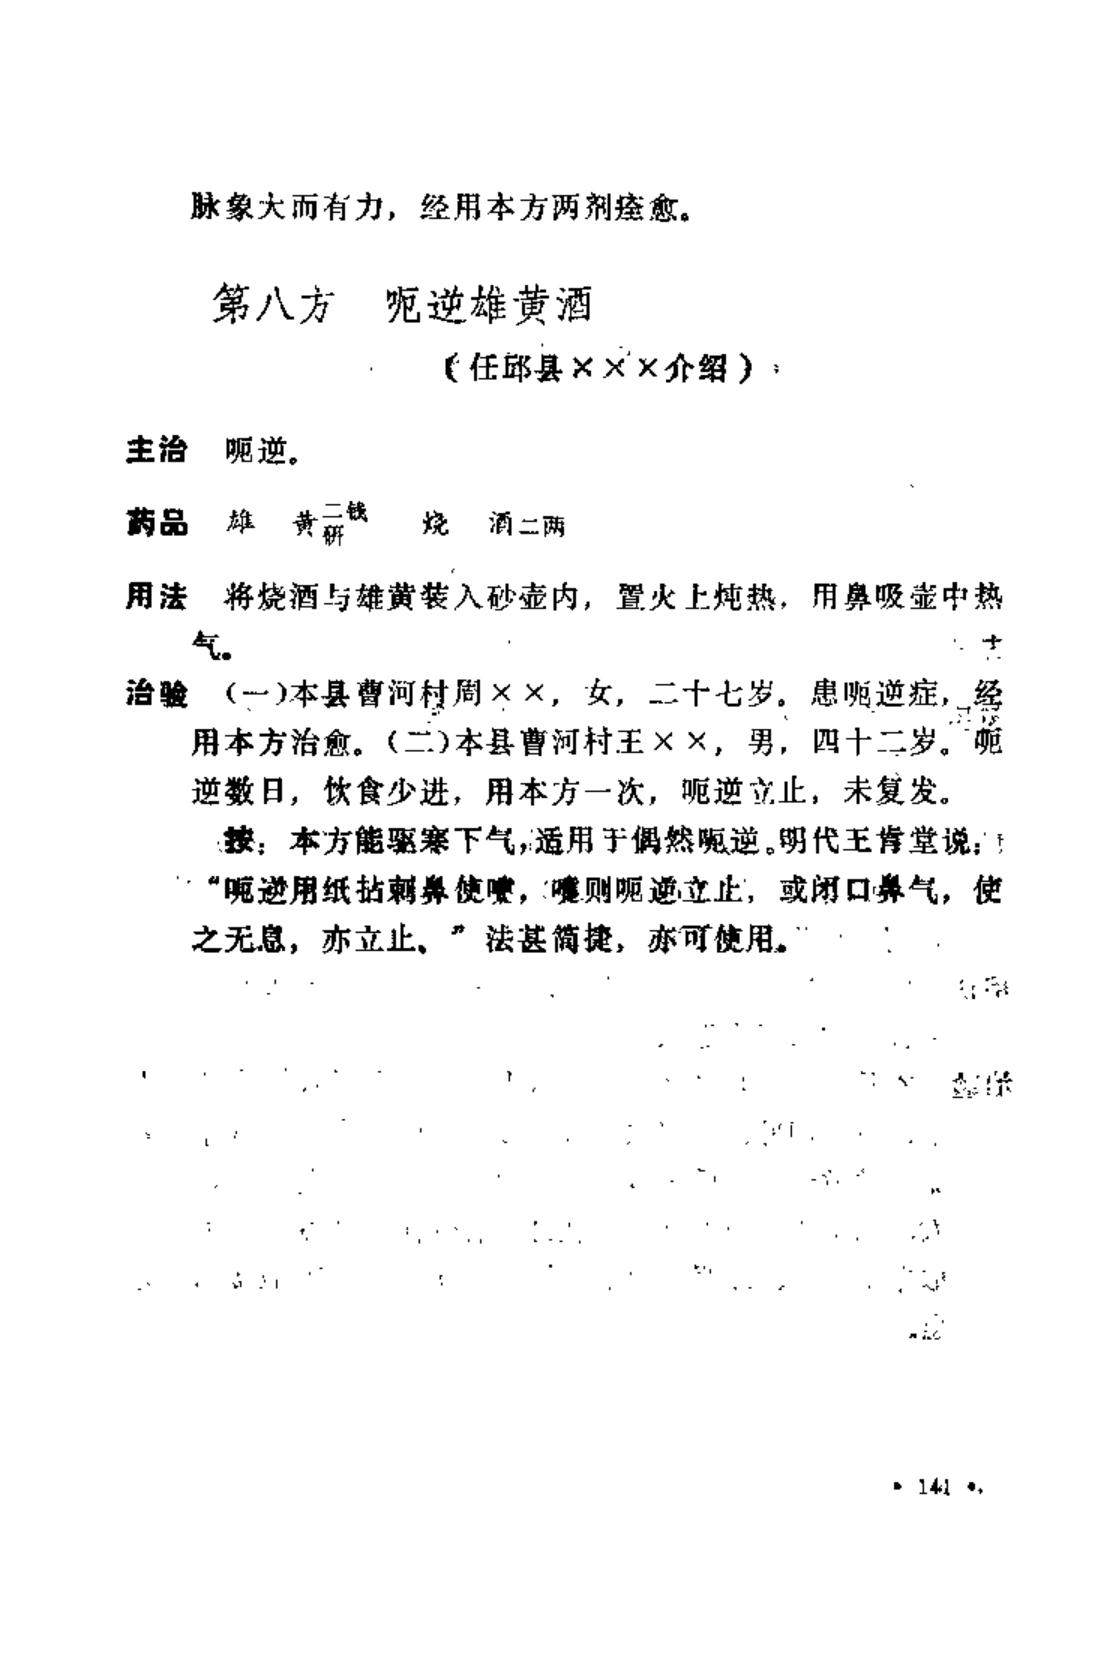 脉象大而有力，经用本方两剂痊愈。
第八方　呃逆雄黄酒
（任邱县×××介绍）
主治　呃逆。
药品　雄　黄二钱研　烧　酒二两
用法　将烧酒与雄黄装入砂壶内，置火上炖热，用鼻吸壶中热
气。
治验　（一）本县曹河村周××，女，二十七岁。患呃逆症，经
用本方治愈。（二）本县曹河村王××，男，四十二岁。呃
逆数日，饮食少进，用本方一次，呃逆立止，未复发。
按：本方能驱寒下气，适用于偶然呃逆。明代王肯堂说：
“呃逆用纸拈刺鼻使嚏，嚏则呃逆立止，或闭口鼻气，使
之无息，亦立止。”法甚简捷，亦可使用。
• 141 •